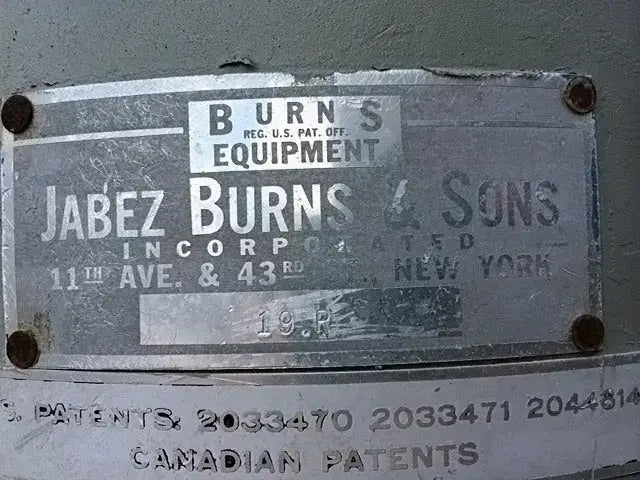 BURNS
REG. U.S. PAT. OFF.
EQUIPMENT
JABEZ BURNS & SONS
INCORPORATED
11TH AVE. & 43RD NEW YORK
19.R
S. PATENTS: 2033470 2033471 2044814
CANADIAN PATENTS